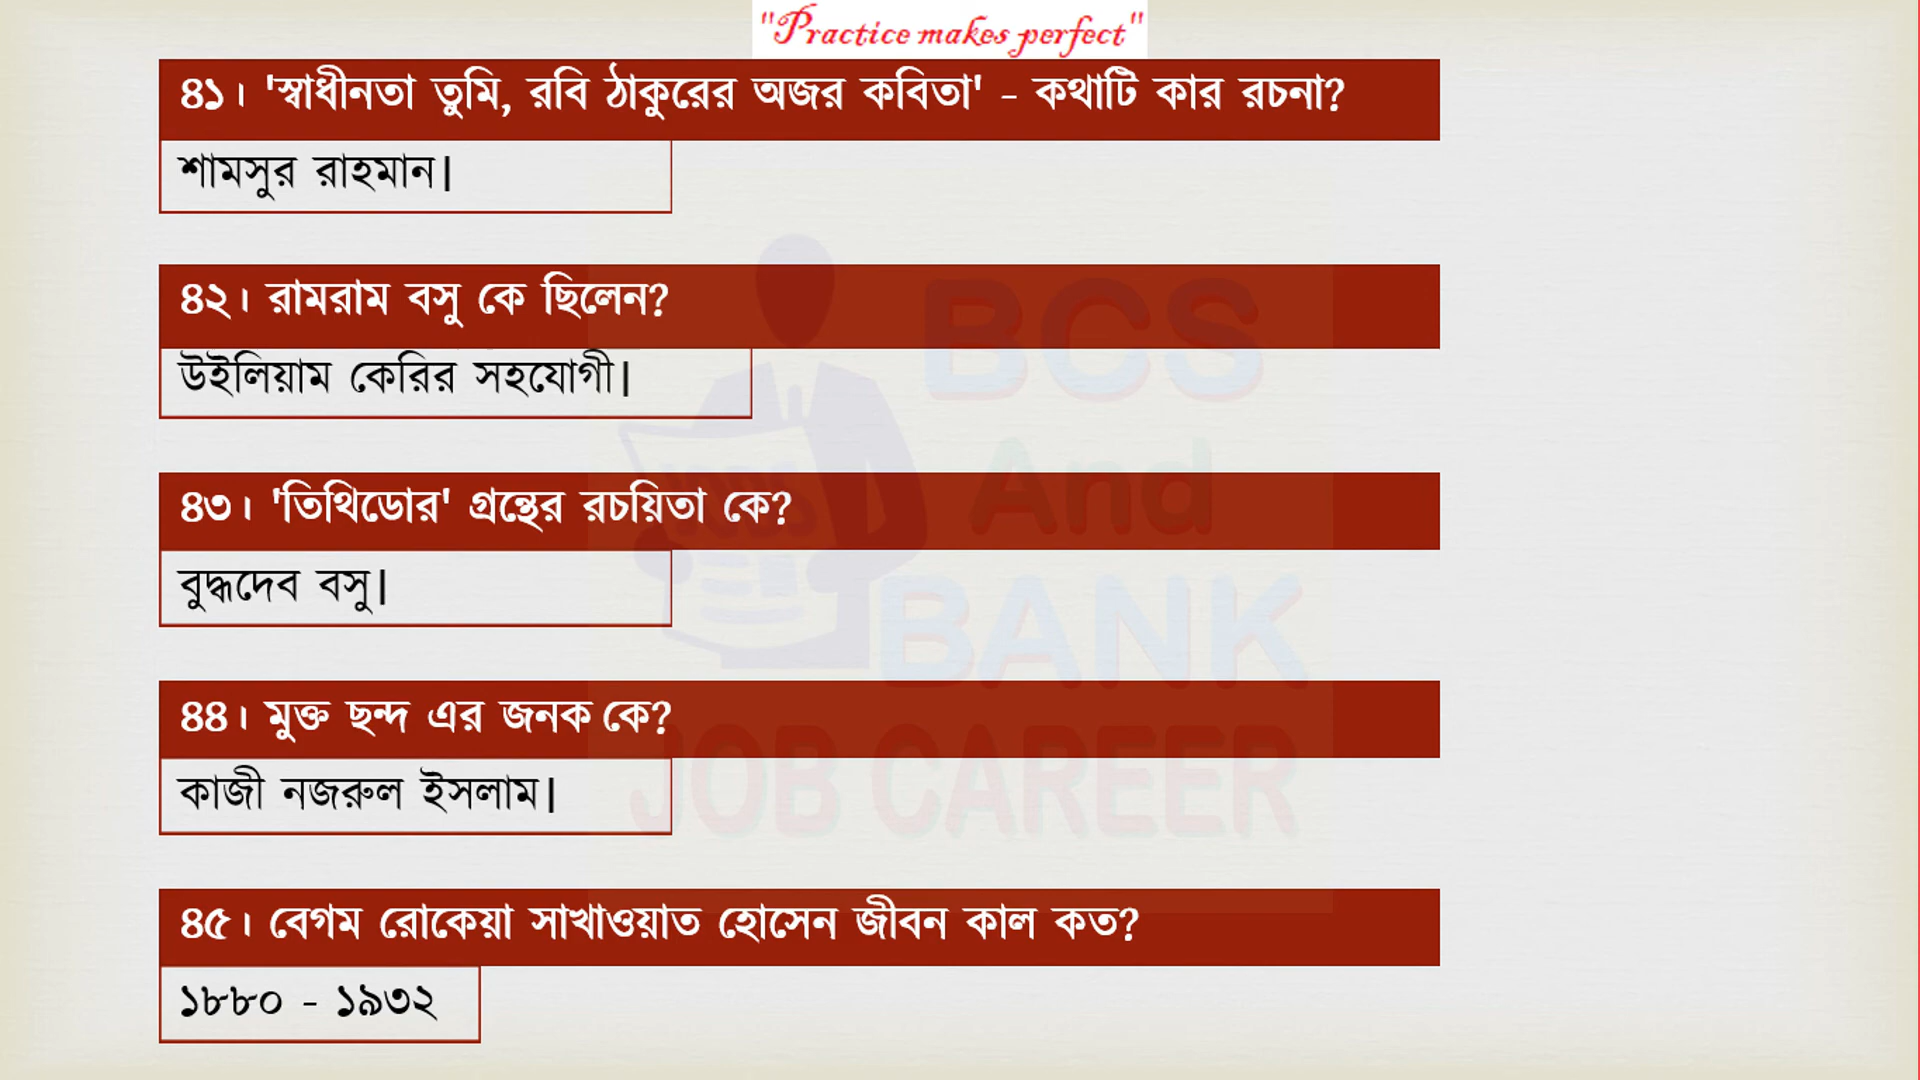 "Practice makes perfect"
৪১। 'স্বাধীনতা তুমি, রবি ঠাকুরের অজর কবিতা' - কথাটি কার রচনা?
শামসুর রাহমান।
৪২। রামরাম বসু কে ছিলেন?
উইলিয়াম কেরির সহযোগী।
৪৩। 'তিথিডোর' গ্রন্থের রচয়িতা কে?
বুদ্ধদেব বসু।
৪৪। মুক্ত ছন্দ এর জনক কে?
কাজী নজরুল ইসলাম।
৪৫। বেগম রোকেয়া সাখাওয়াত হোসেন জীবন কাল কত?
১৮৮০ - ১৯৩২
BCS
And
JOBS
BANK
JOB CAREER